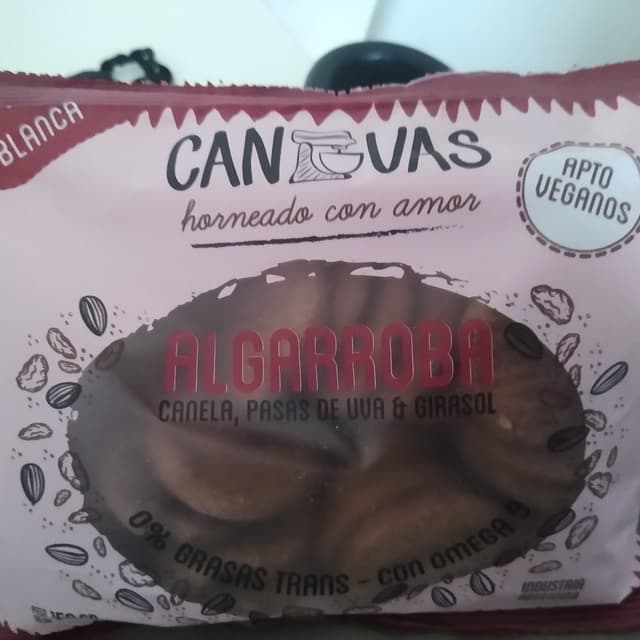 BLANCA
CANEVAS
horneado con amor
APTO
VEGANOS
ALGARROBA
CANELA, PASAS DE UVA & GIRASOL
0% GRASAS TRANS - CON OMEGA 9
INDUSTRIA